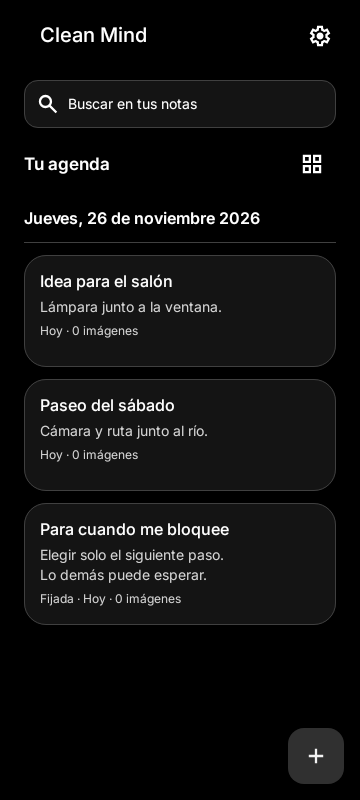 Clean Mind
Buscar en tus notas
Tu agenda
Jueves, 26 de noviembre 2026
Idea para el salón
Lámpara junto a la ventana.
Hoy · 0 imágenes
Paseo del sábado
Cámara y ruta junto al río.
Hoy · 0 imágenes
Para cuando me bloquee
Elegir solo el siguiente paso.
Lo demás puede esperar.
Fijada · Hoy · 0 imágenes